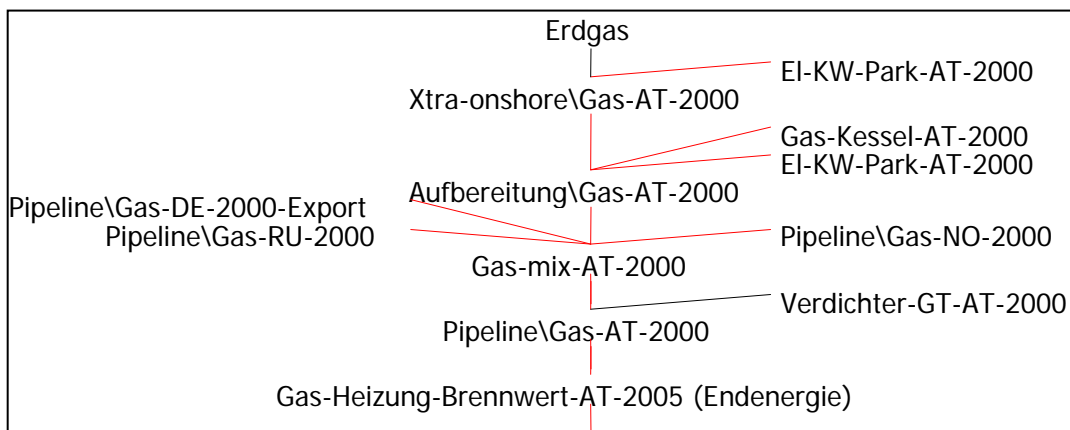 Erdgas
El-KW-Park-AT-2000
Xtra-onshore\Gas-AT-2000
Gas-Kessel-AT-2000
El-KW-Park-AT-2000
Aufbereitung\Gas-AT-2000
Pipeline\Gas-DE-2000-Export
Pipeline\Gas-RU-2000
Pipeline\Gas-NO-2000
Gas-mix-AT-2000
Verdichter-GT-AT-2000
Pipeline\Gas-AT-2000
Gas-Heizung-Brennwert-AT-2005 (Endenergie)